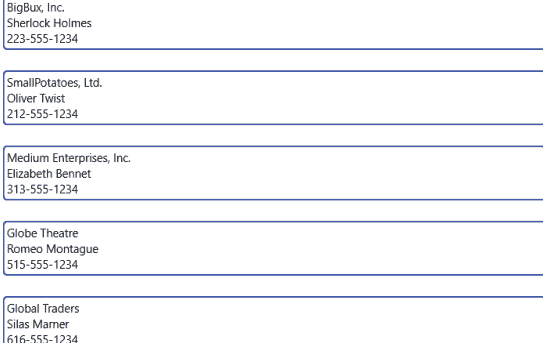 BigBux, Inc.
Sherlock Holmes
223-555-1234
SmallPotatoes, Ltd.
Oliver Twist
212-555-1234
Medium Enterprises, Inc.
Elizabeth Bennet
313-555-1234
Globe Theatre
Romeo Montague
515-555-1234
Global Traders
Silas Marner
616-555-1234